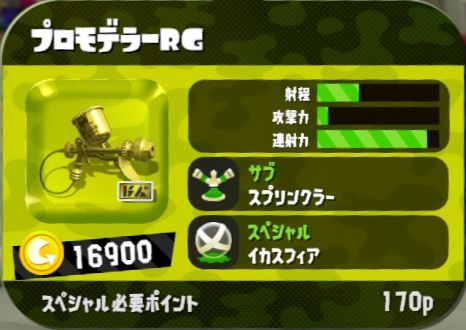 プロモデラーRG
射程
攻撃力
連射力
サブ
スプリンクラー
スペシャル
イカスフィア
16900
スペシャル必要ポイント 170p